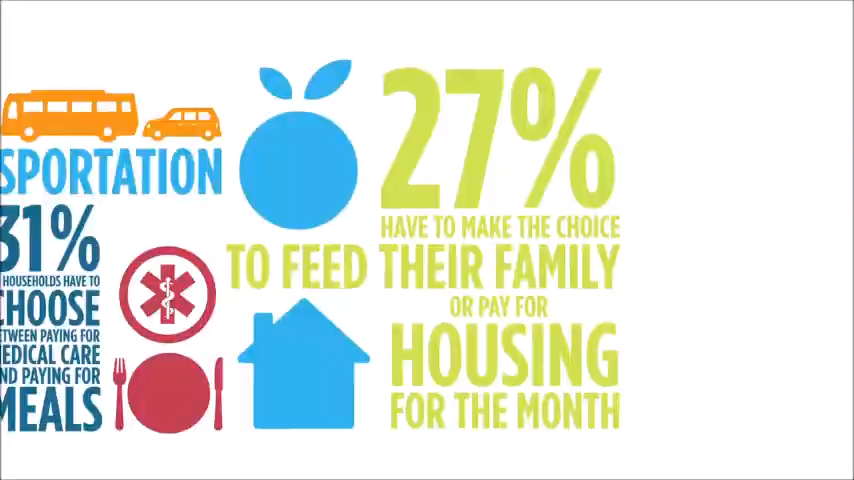 SPORTATION
31%
HOUSEHOLDS HAVE TO
CHOOSE
BETWEEN PAYING FOR
MEDICAL CARE
AND PAYING FOR
MEALS
27%
HAVE TO MAKE THE CHOICE
TO FEED THEIR FAMILY
OR PAY FOR
HOUSING
FOR THE MONTH